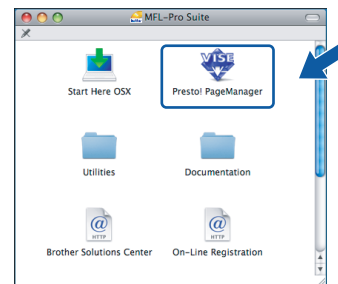 MFL-Pro Suite
VISE
Start Here OSX
Presto! PageManager
Utilities
Documentation
@
HTTP
@
HTTP
Brother Solutions Center
On-Line Registration